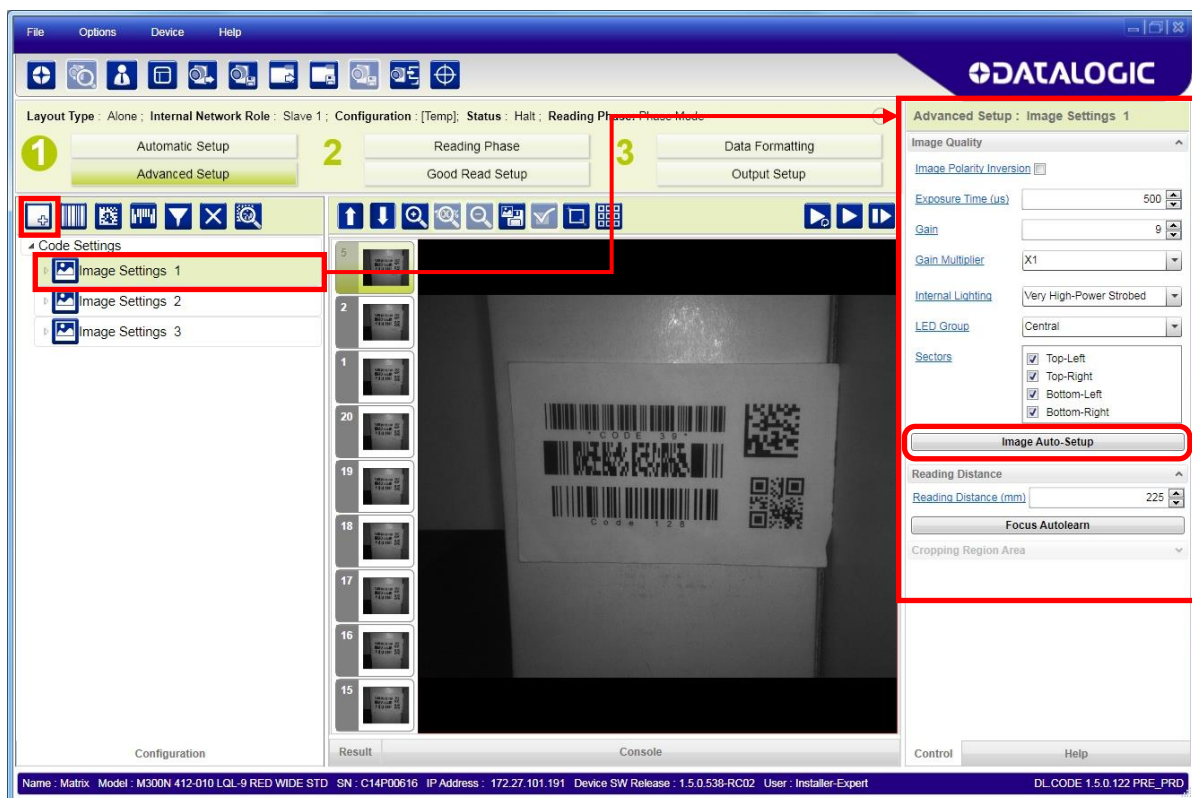 File Options Device Help
DATALOGIC
Layout Type : Alone ; Internal Network Role : Slave 1 ; Configuration : [Temp]; Status : Halt ; Reading Phase: Phase Mode
1 Automatic Setup 2 Reading Phase 3 Data Formatting
Advanced Setup Good Read Setup Output Setup
Code Settings
Image Settings 1
Image Settings 2
Image Settings 3
5
2
1
20
19
18
17
16
15
* CODE 39 *
Code 128
Configuration
Result Console
Advanced Setup : Image Settings 1
Image Quality
Image Polarity Inversion
Exposure Time (µs) 500
Gain 9
Gain Multiplier X1
Internal Lighting Very High-Power Strobed
LED Group Central
Sectors Top-Left
Top-Right
Bottom-Left
Bottom-Right
Image Auto-Setup
Reading Distance
Reading Distance (mm) 225
Focus Autolearn
Cropping Region Area
Control Help
Name : Matrix Model : M300N 412-010 LQL-9 RED WIDE STD SN : C14P00616 IP Address : 172.27.101.191 Device SW Release : 1.5.0.538-RC02 User : Installer-Expert DL.CODE 1.5.0.122 PRE_PRD